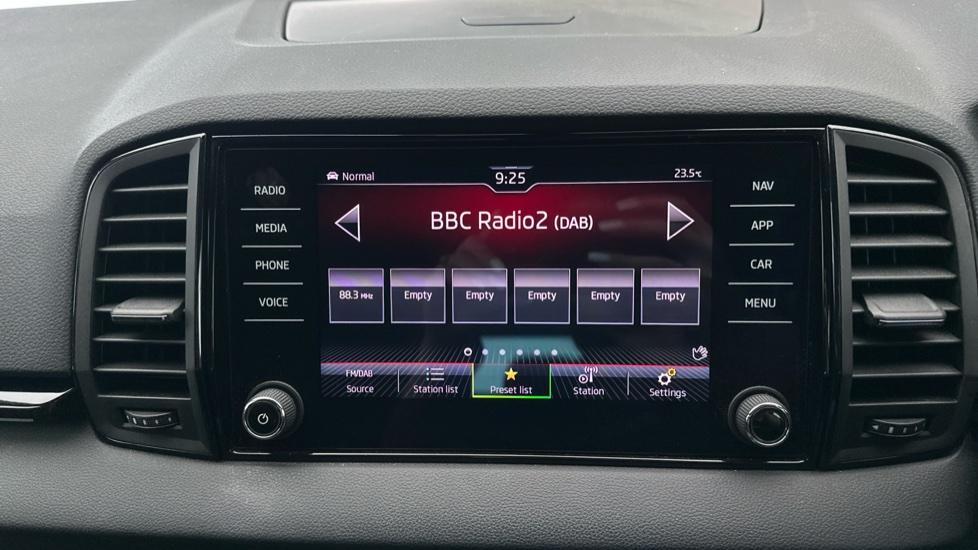 RADIO
MEDIA
PHONE
VOICE
Normal
9:25
23.5°C
BBC Radio2 (DAB)
88.3 MHz
Empty
Empty
Empty
Empty
Empty
FM/DAB
Source
Station list
Preset list
Station
Settings
NAV
APP
CAR
MENU